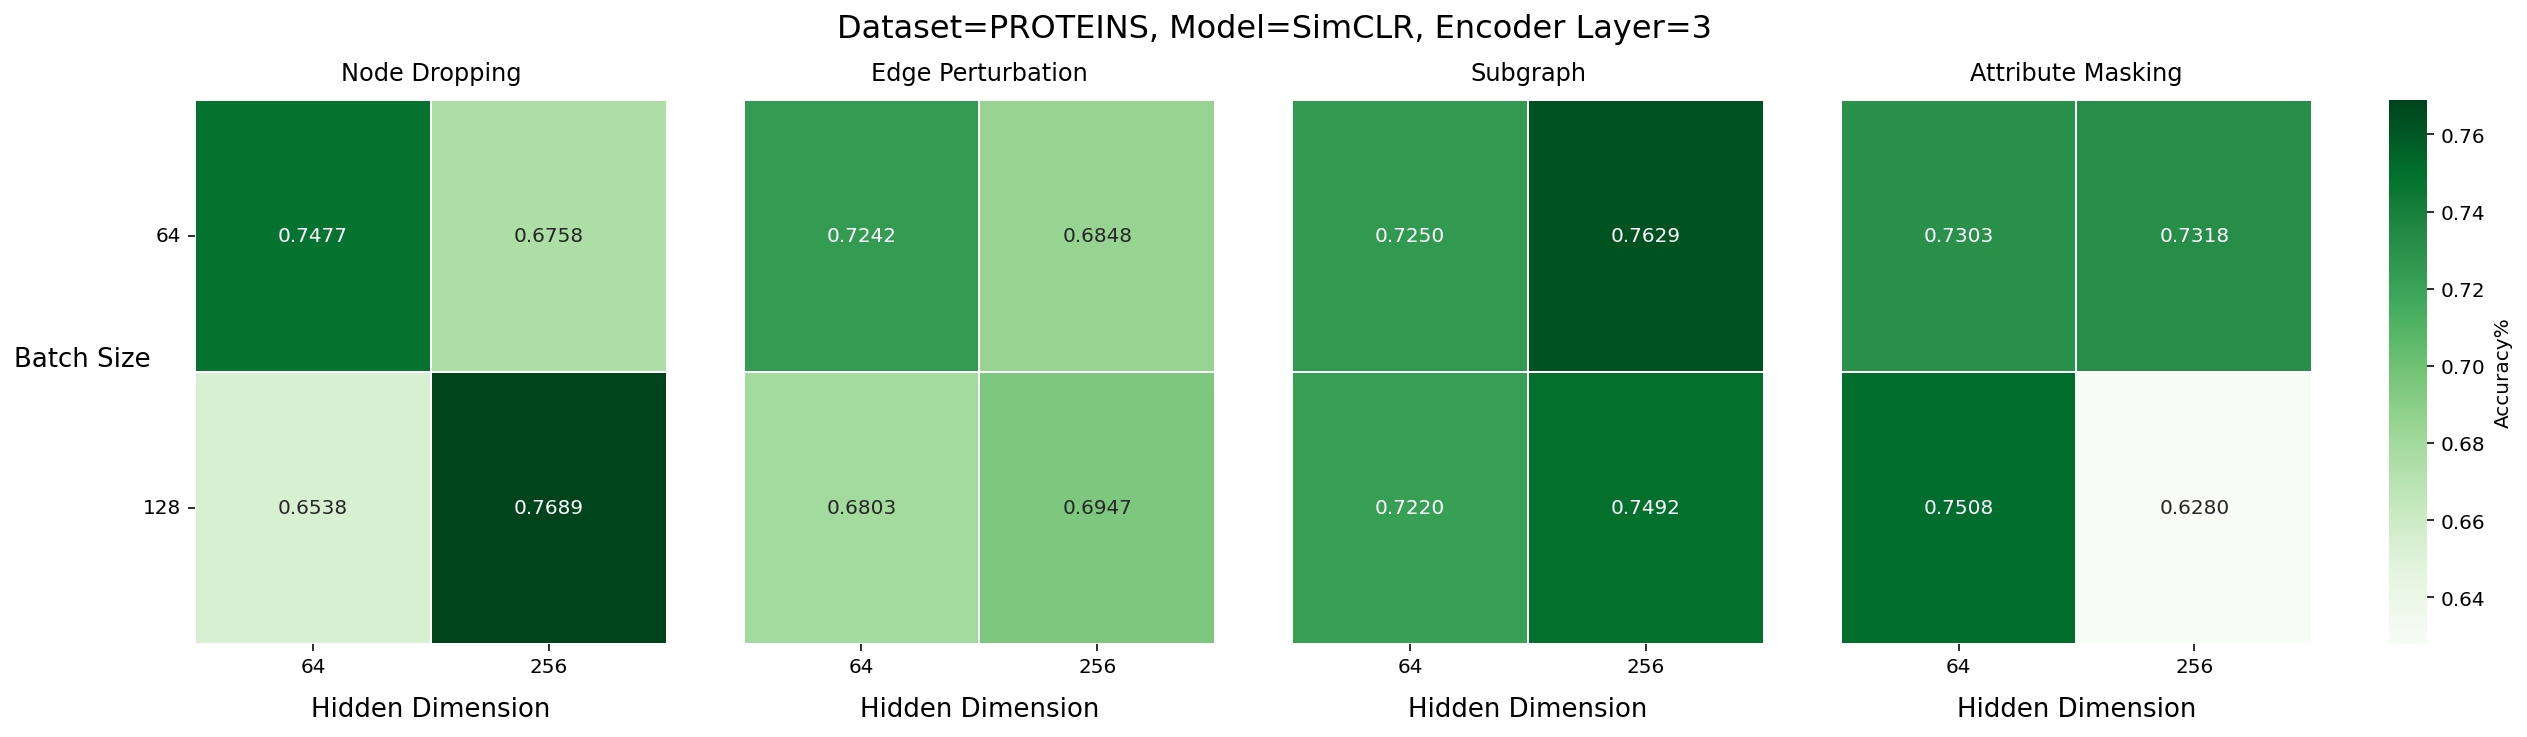 Dataset=PROTEINS, Model=SimCLR, Encoder Layer=3
Node Dropping
Edge Perturbation
Subgraph
Attribute Masking
Batch Size
64
128
0.7477 0.6758
0.6538 0.7689
0.7242 0.6848
0.6803 0.6947
0.7250 0.7629
0.7220 0.7492
0.7303 0.7318
0.7508 0.6280
64 256
64 256
64 256
64 256
Hidden Dimension
Hidden Dimension
Hidden Dimension
Hidden Dimension
0.76
0.74
0.72
0.70
0.68
0.66
0.64
Accuracy%